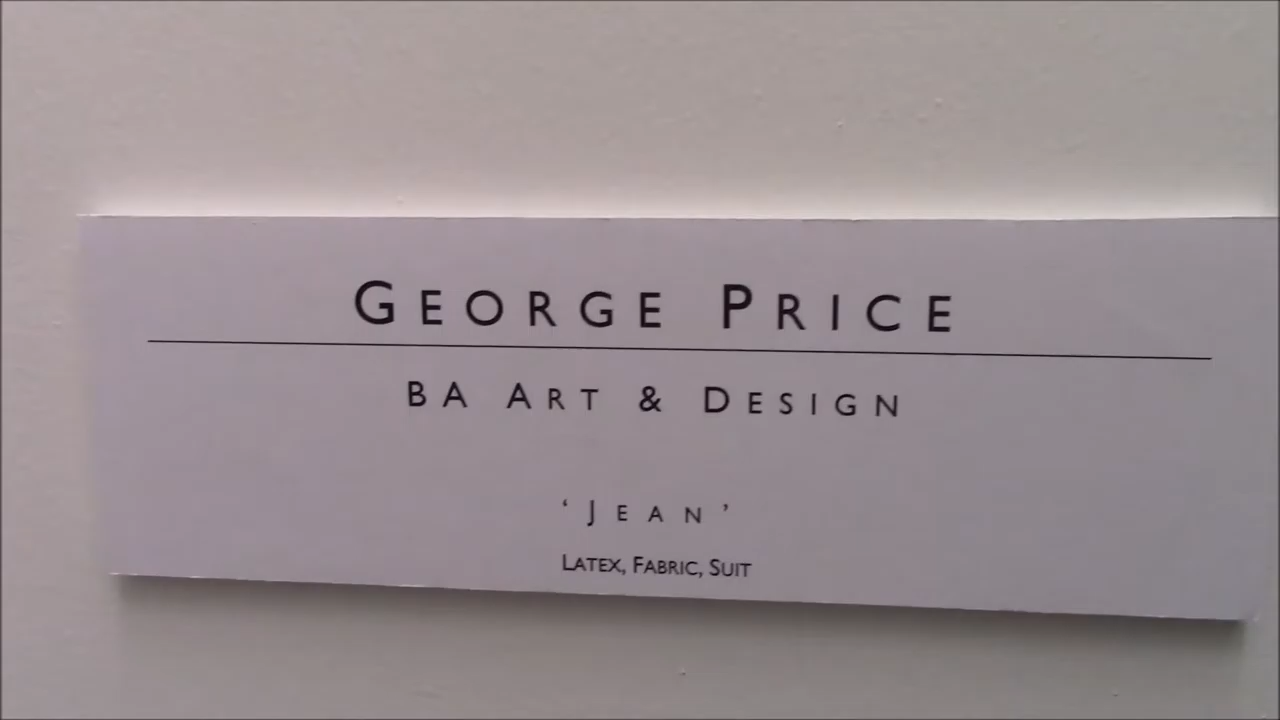 GEORGE PRICE
BA ART & DESIGN
‘JEAN’
LATEX, FABRIC, SUIT